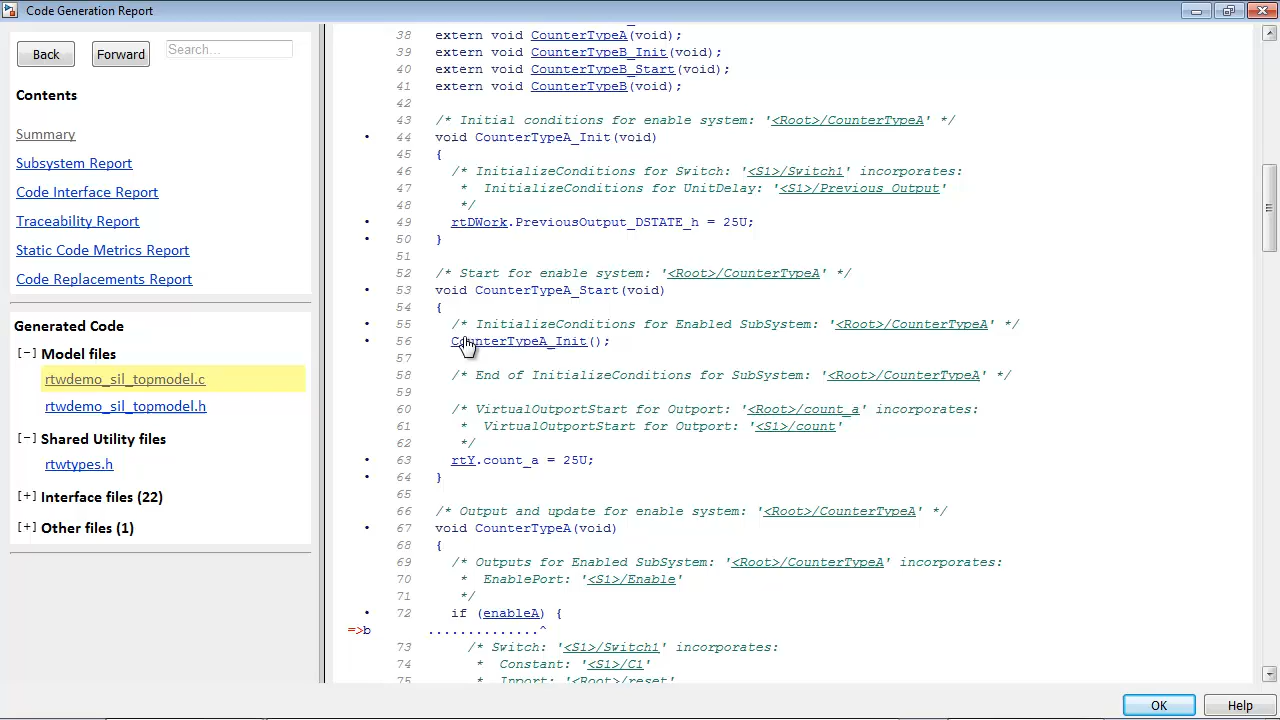 Code Generation Report
Back
Forward
Search...
Contents
Summary
Subsystem Report
Code Interface Report
Traceability Report
Static Code Metrics Report
Code Replacements Report
Generated Code
[-] Model files
rtwdemo_sil_topmodel.c
rtwdemo_sil_topmodel.h
[-] Shared Utility files
rtwtypes.h
[+] Interface files (22)
[+] Other files (1)
38 extern void CounterTypeA(void);
39 extern void CounterTypeB_Init(void);
40 extern void CounterTypeB_Start(void);
41 extern void CounterTypeB(void);
42
43 /* Initial conditions for enable system: '<Root>/CounterTypeA' */
44 void CounterTypeA_Init(void)
45 {
46 /* InitializeConditions for Switch: '<S1>/Switch1' incorporates:
47 * InitializeConditions for UnitDelay: '<S1>/Previous Output'
48 */
49 rtDWork.PreviousOutput_DSTATE_h = 25U;
50 }
51
52 /* Start for enable system: '<Root>/CounterTypeA' */
53 void CounterTypeA_Start(void)
54 {
55 /* InitializeConditions for Enabled SubSystem: '<Root>/CounterTypeA' */
56 CounterTypeA_Init();
57
58 /* End of InitializeConditions for SubSystem: '<Root>/CounterTypeA' */
59
60 /* VirtualOutportStart for Outport: '<Root>/count_a' incorporates:
61 * VirtualOutportStart for Outport: '<S1>/count'
62 */
63 rtY.count_a = 25U;
64 }
65
66 /* Output and update for enable system: '<Root>/CounterTypeA' */
67 void CounterTypeA(void)
68 {
69 /* Outputs for Enabled SubSystem: '<Root>/CounterTypeA' incorporates:
70 * EnablePort: '<S1>/Enable'
71 */
72 if (enableA) {
=>b ..............^
73 /* Switch: '<S1>/Switch1' incorporates:
74 * Constant: '<S1>/C1'
75 * Inport: '<Root>/reset'
OK
Help